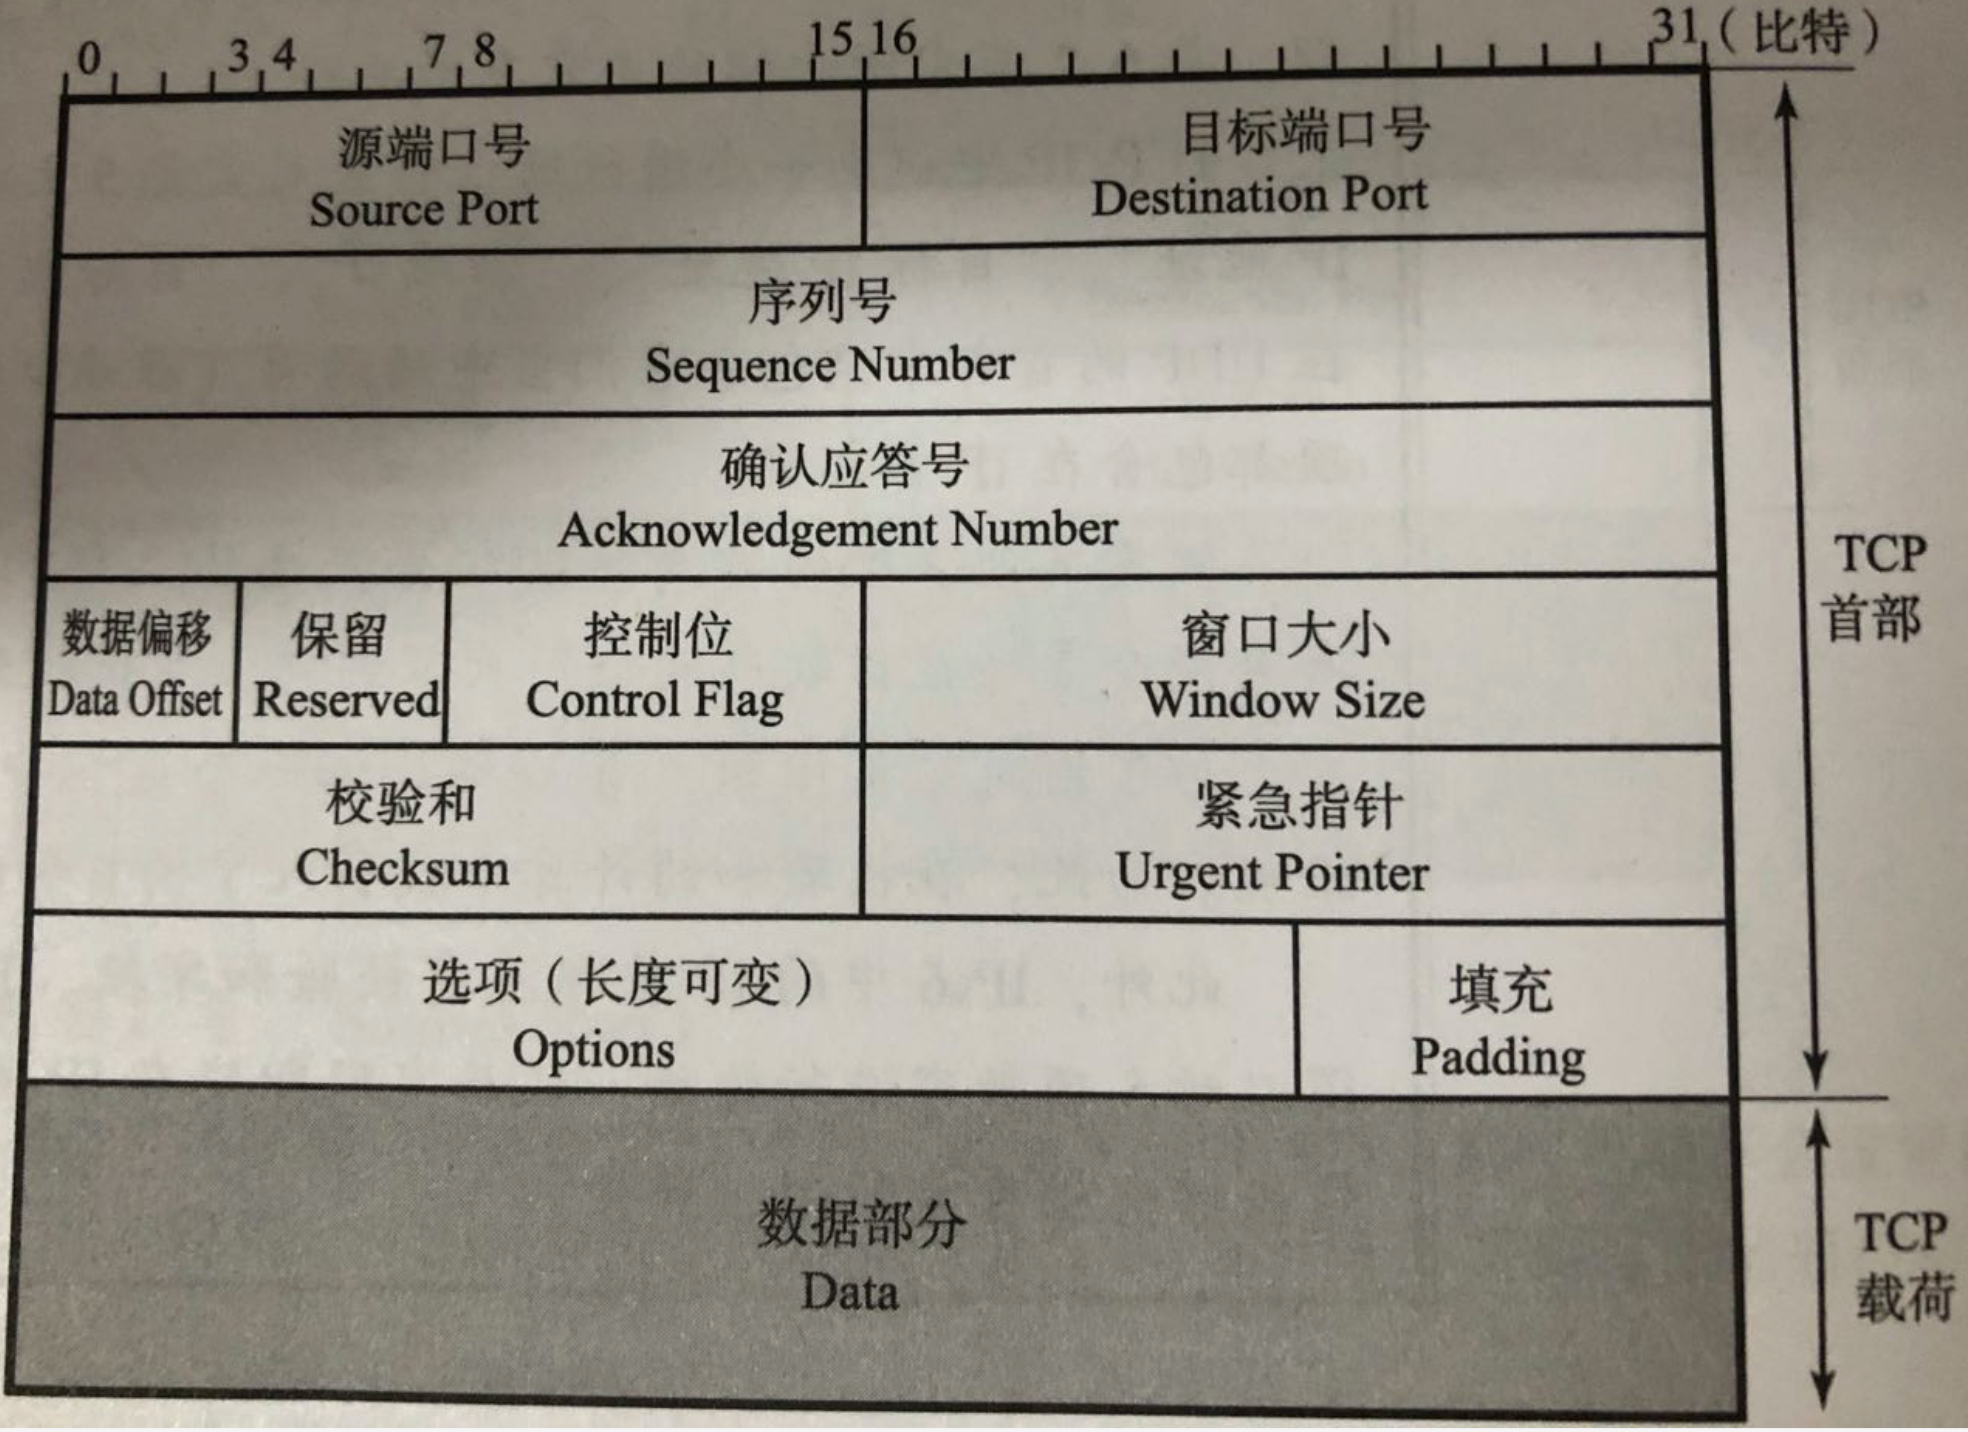 0 3 4 7 8 15 16 31（比特）
源端口号
Source Port
目标端口号
Destination Port
序列号
Sequence Number
确认应答号
Acknowledgement Number
数据偏移
Data Offset
保留
Reserved
控制位
Control Flag
窗口大小
Window Size
校验和
Checksum
紧急指针
Urgent Pointer
选项（长度可变）
Options
填充
Padding
TCP
首部
数据部分
Data
TCP
载荷